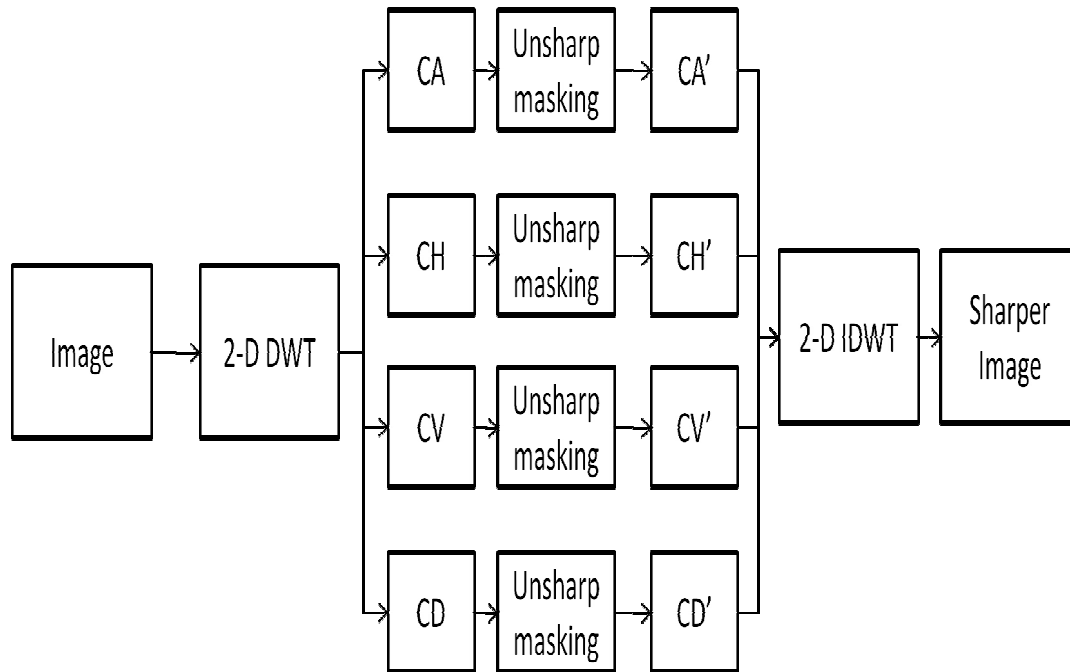 Image
2-D DWT
CA
Unsharp
masking
CA’
CH
Unsharp
masking
CH’
CV
Unsharp
masking
CV’
CD
Unsharp
masking
CD’
2-D IDWT
Sharper
Image